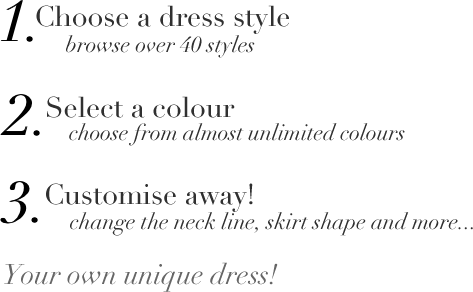 1. Choose a dress style
browse over 40 styles
2. Select a colour
choose from almost unlimited colours
3. Customise away!
change the neck line, skirt shape and more...
Your own unique dress!